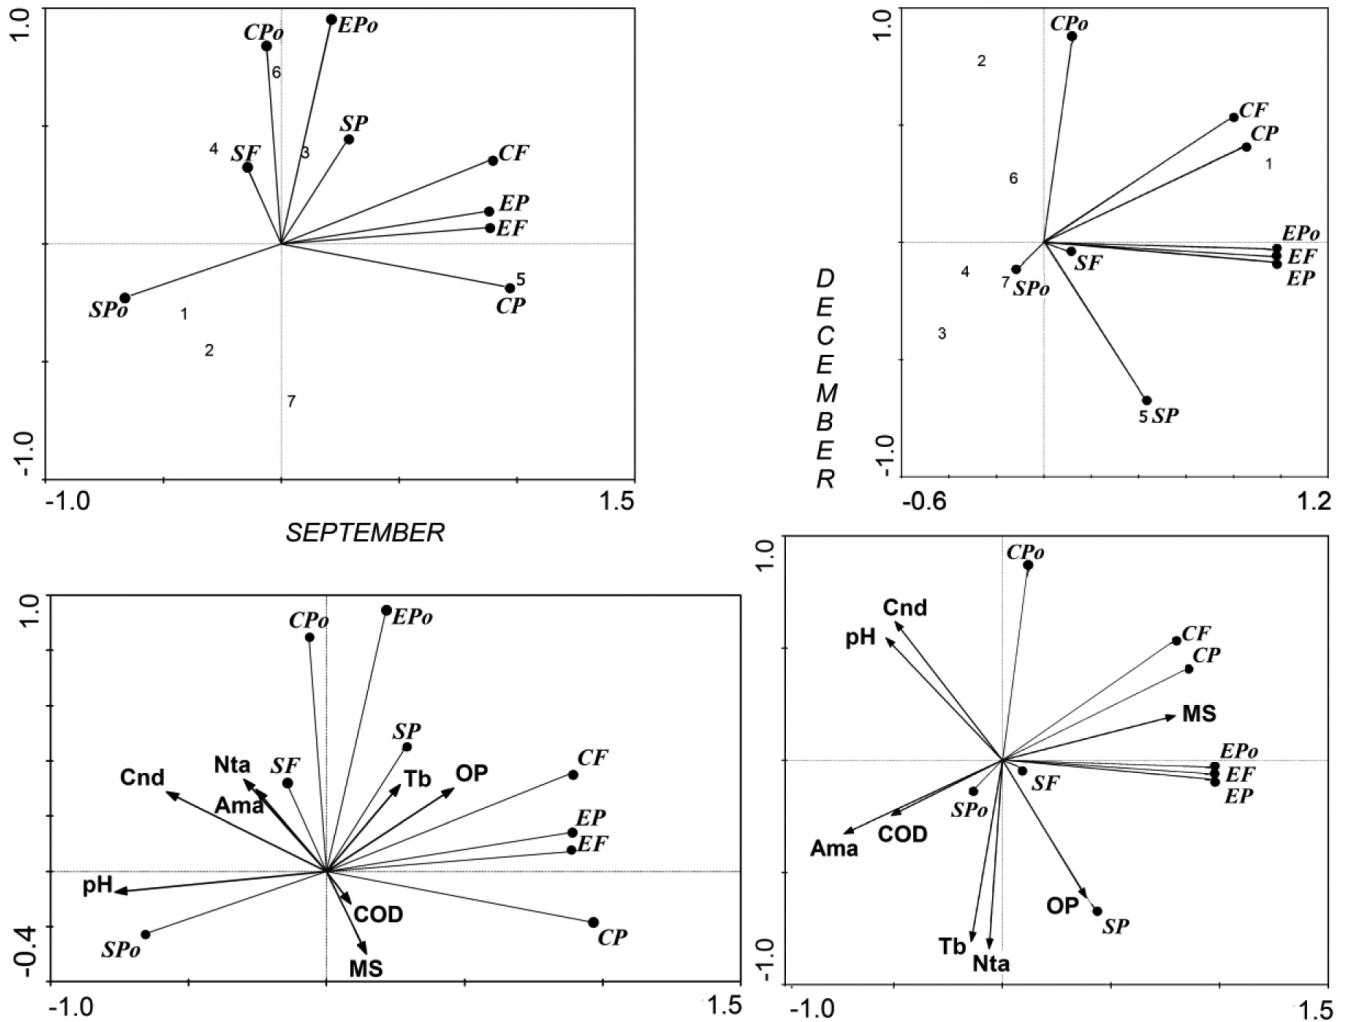 1.0
CPo
EPo
6
SP
4
SF
3
CF
EP
EF
5
CP
SPo
1
2
7
-1.0
-1.0
1.5
SEPTEMBER
1.0
CPo
2
CF
CP
1
6
EPo
EF
EP
SF
4
7
SPo
3
5 SP
-1.0
-0.6
1.2
DECEMBER
1.0
CPo
EPo
SP
CF
Nta
SF
Cnd
Tb
OP
Ama
EP
EF
pH
COD
SPo
CP
MS
-0.4
-1.0
1.5
1.0
CPo
Cnd
pH
CF
CP
MS
EPo
EF
EP
SF
SPo
COD
Ama
OP
SP
Tb
Nta
-1.0
-1.0
1.5